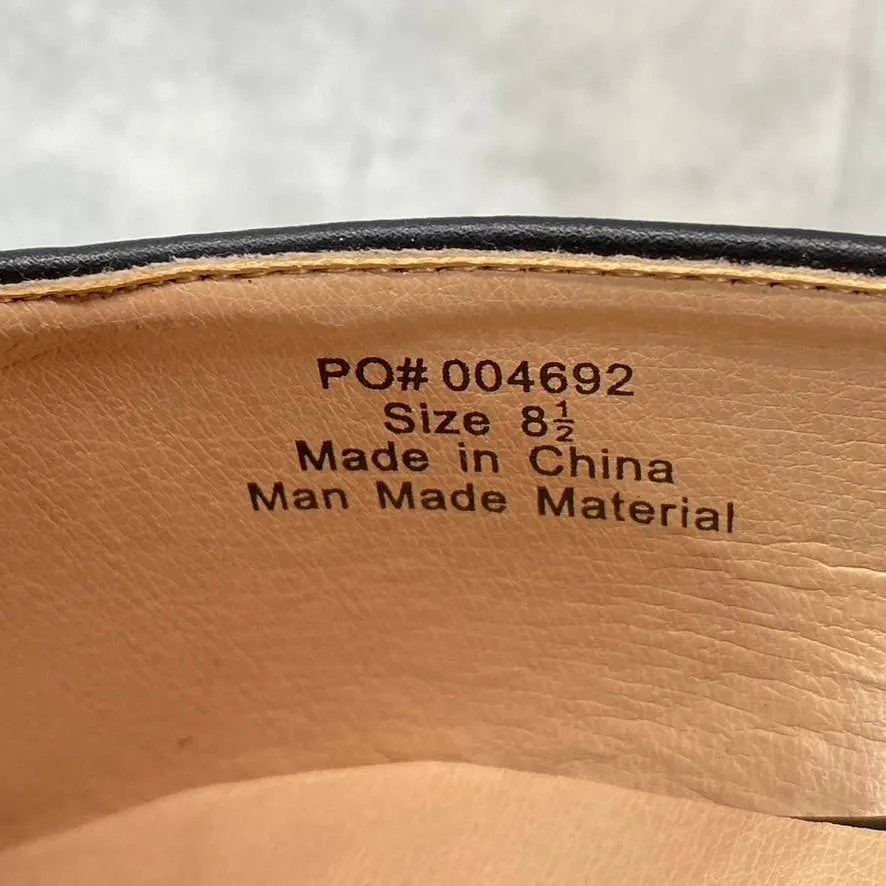 PO# 004692
Size 8½
Made in China
Man Made Material